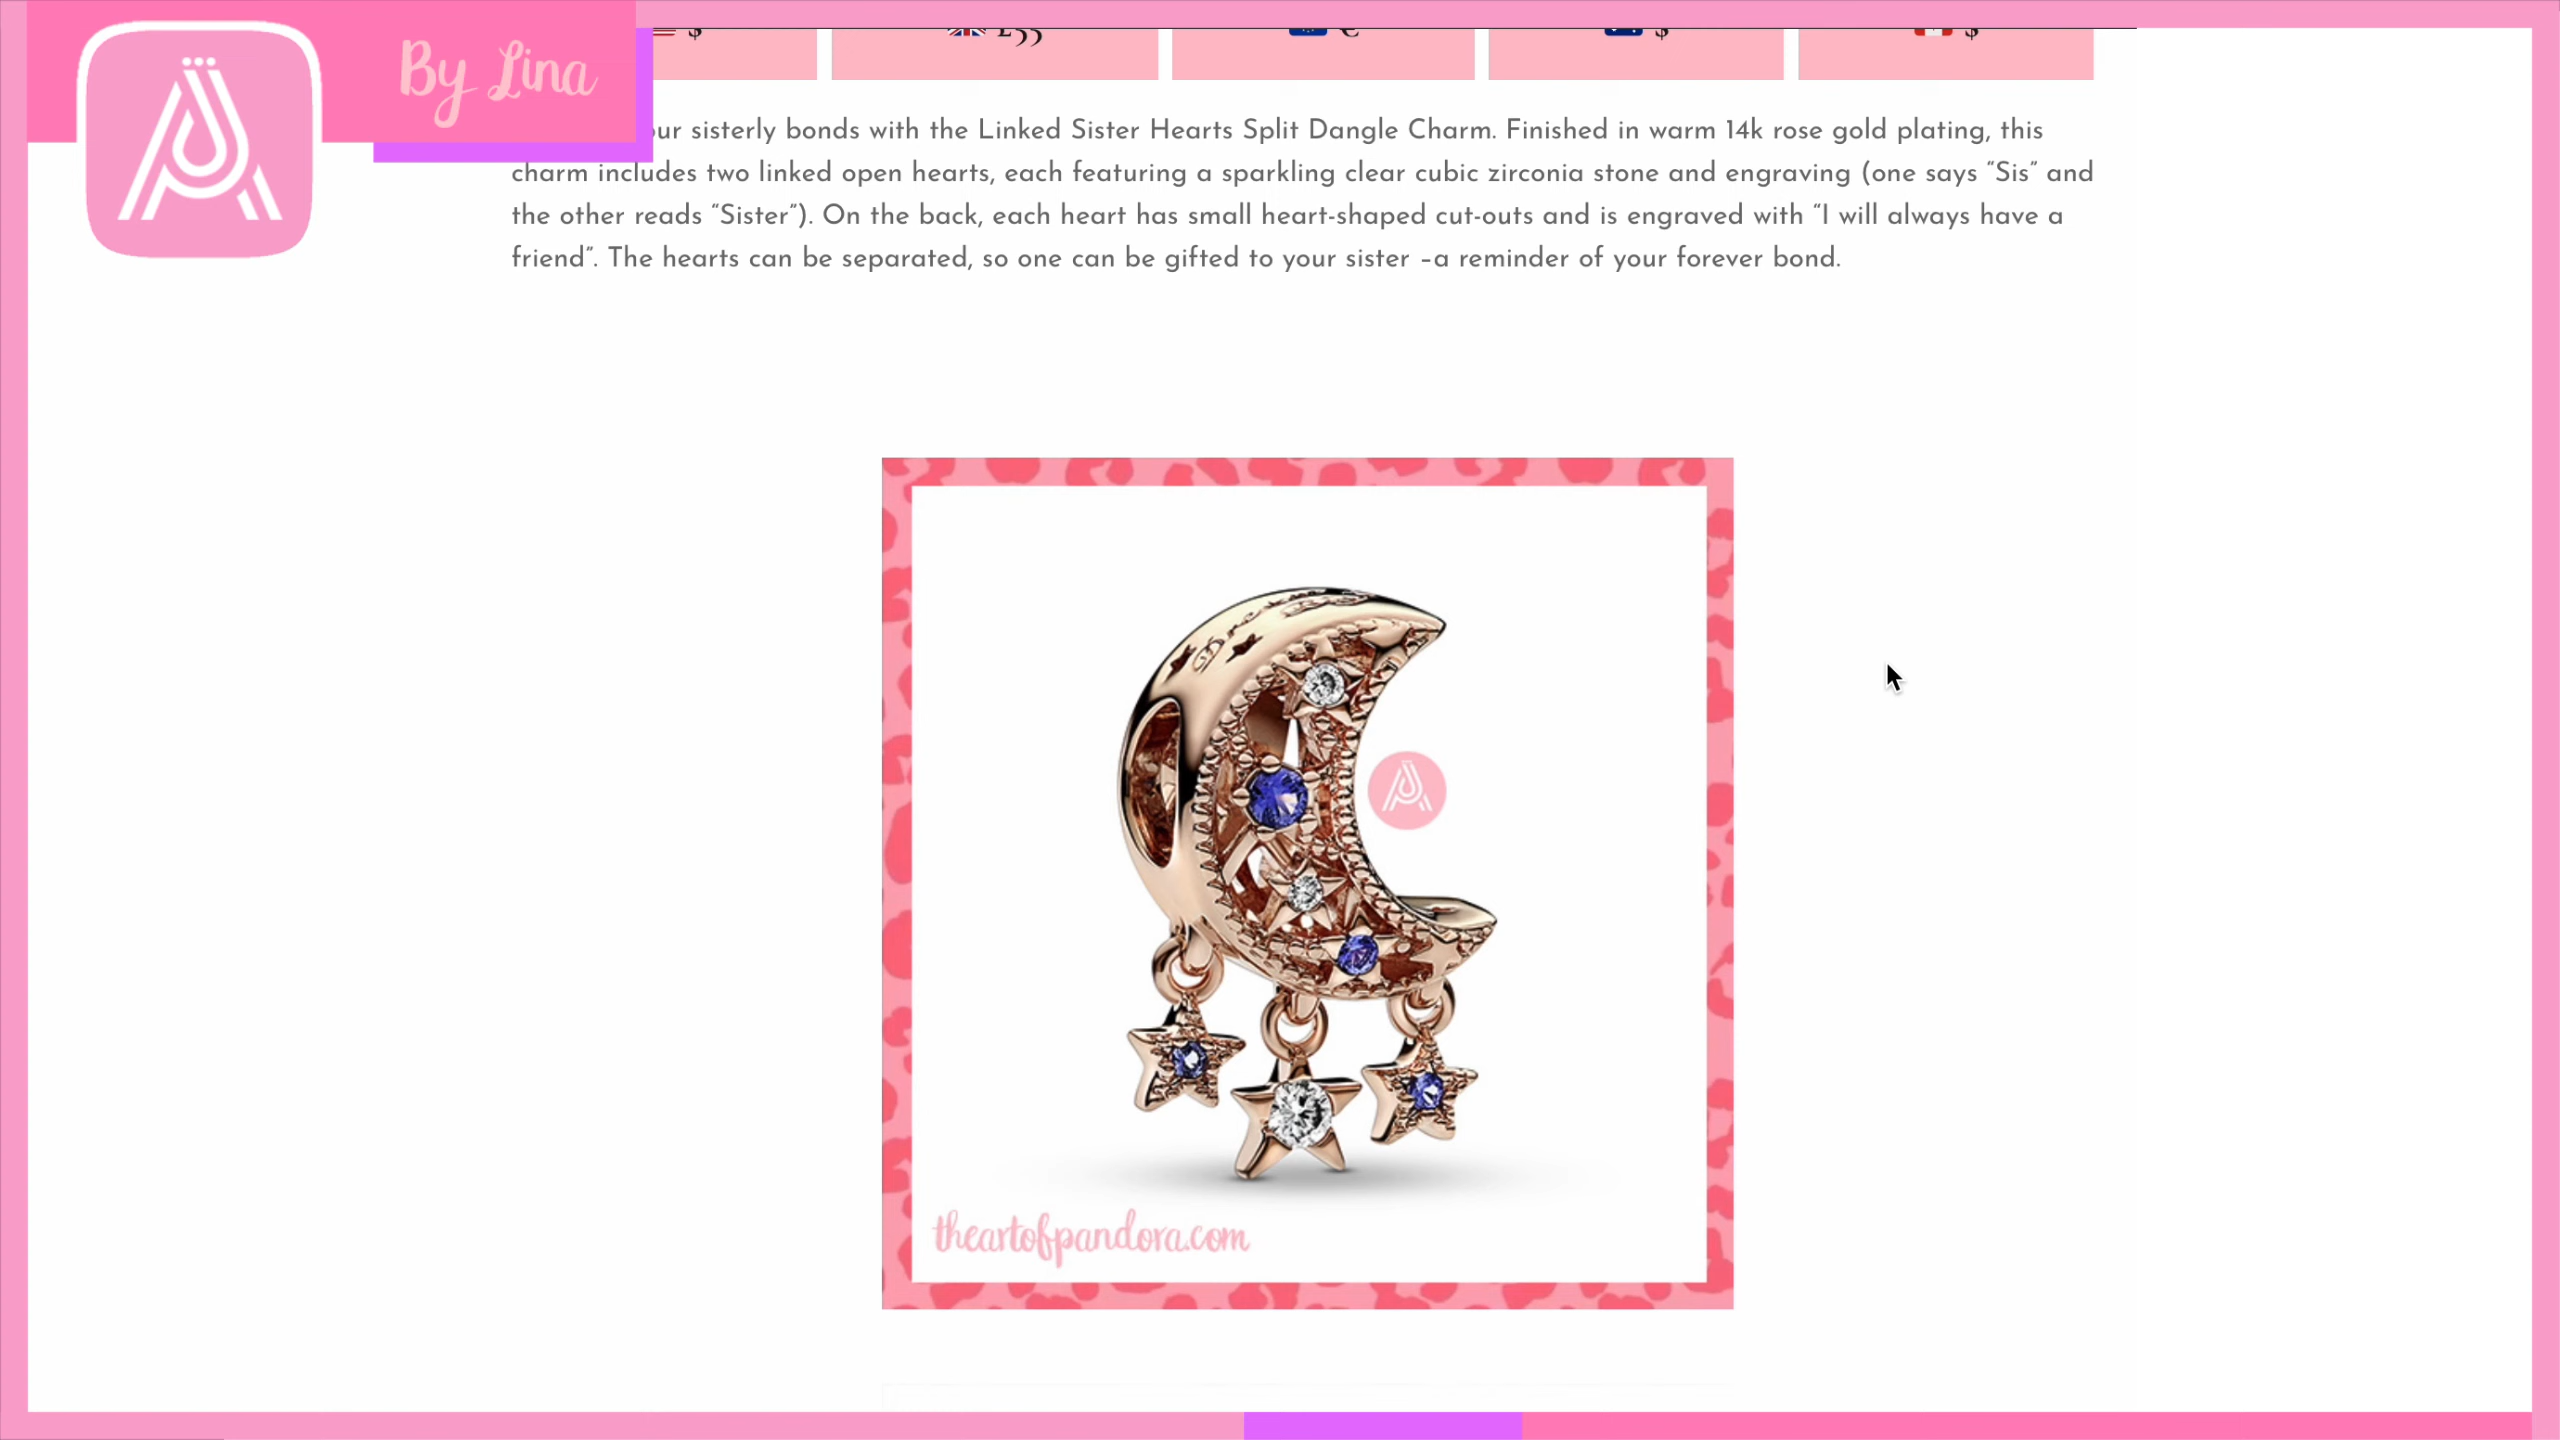 By Lina
$ £55 € $ $
our sisterly bonds with the Linked Sister Hearts Split Dangle Charm. Finished in warm 14k rose gold plating, this
charm includes two linked open hearts, each featuring a sparkling clear cubic zirconia stone and engraving (one says “Sis” and
the other reads “Sister”). On the back, each heart has small heart-shaped cut-outs and is engraved with “I will always have a
friend”. The hearts can be separated, so one can be gifted to your sister –a reminder of your forever bond.
theartofpandora.com